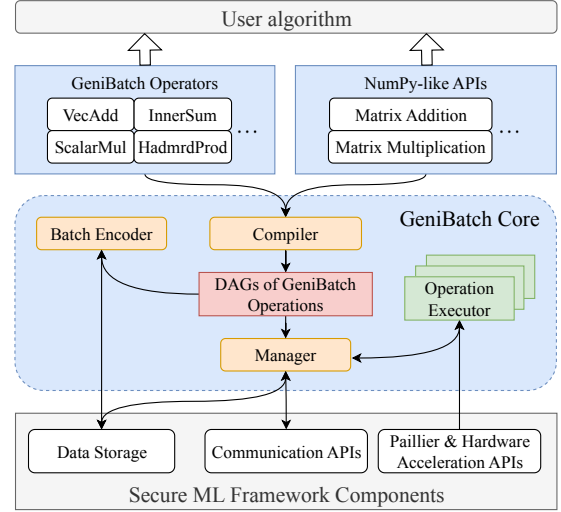 User algorithm
GeniBatch Operators
VecAdd
InnerSum
ScalarMul
HadmrdProd
...
NumPy-like APIs
Matrix Addition
Matrix Multiplication
...
GeniBatch Core
Batch Encoder
Compiler
DAGs of GeniBatch
Operations
Operation
Executor
Manager
Data Storage
Communication APIs
Paillier & Hardware
Acceleration APIs
Secure ML Framework Components